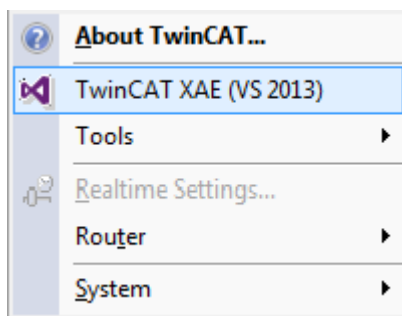 About TwinCAT...
TwinCAT XAE (VS 2013)
Tools
Realtime Settings...
Router
System